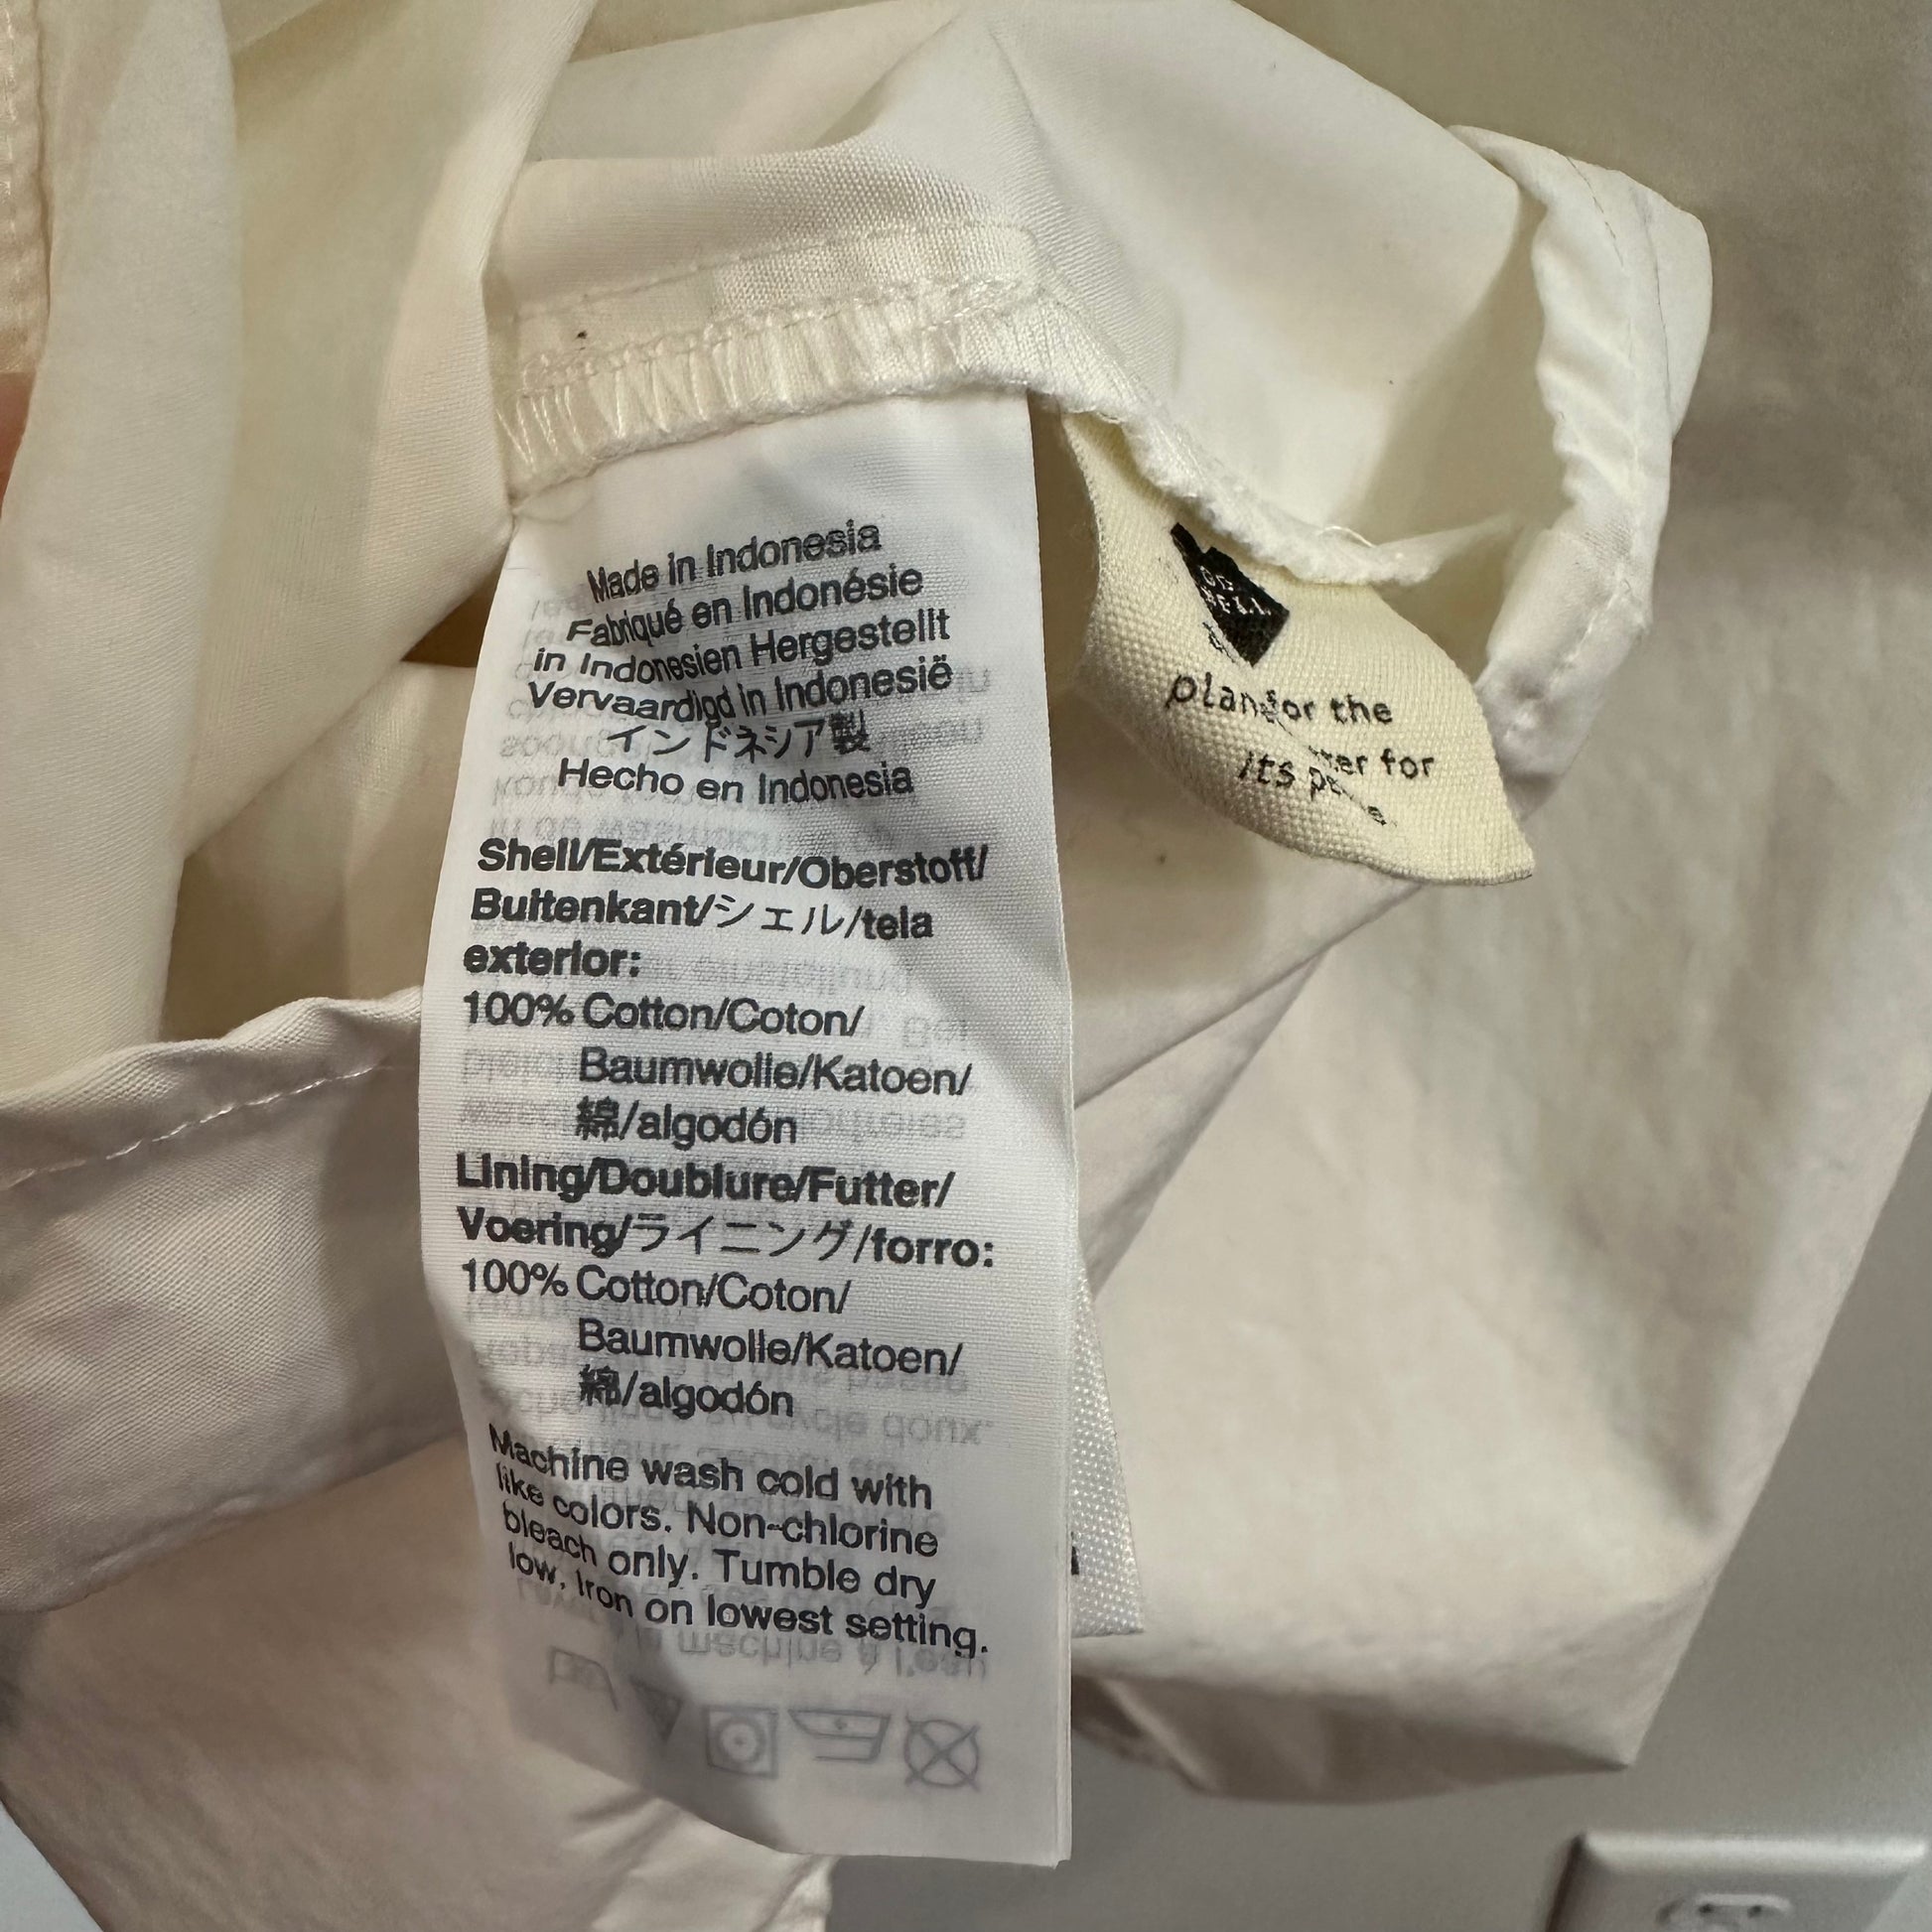 Made in Indonesia
Fabriqué en Indonésie
in Indonesien Hergestellt
Vervaardigd in Indonesië
インドネシア製
Hecho en Indonesia
Shell/Extérieur/Oberstoff/
Buitenkant/シェル/tela
exterior:
100% Cotton/Coton/
Baumwolle/Katoen/
綿/algodón
Lining/Doublure/Futter/
Voering/ライニング/forro:
100% Cotton/Coton/
Baumwolle/Katoen/
綿/algodón
Machine wash cold with
like colors. Non-chlorine
bleach only. Tumble dry
low, Iron on lowest setting.
plan for the
for
its